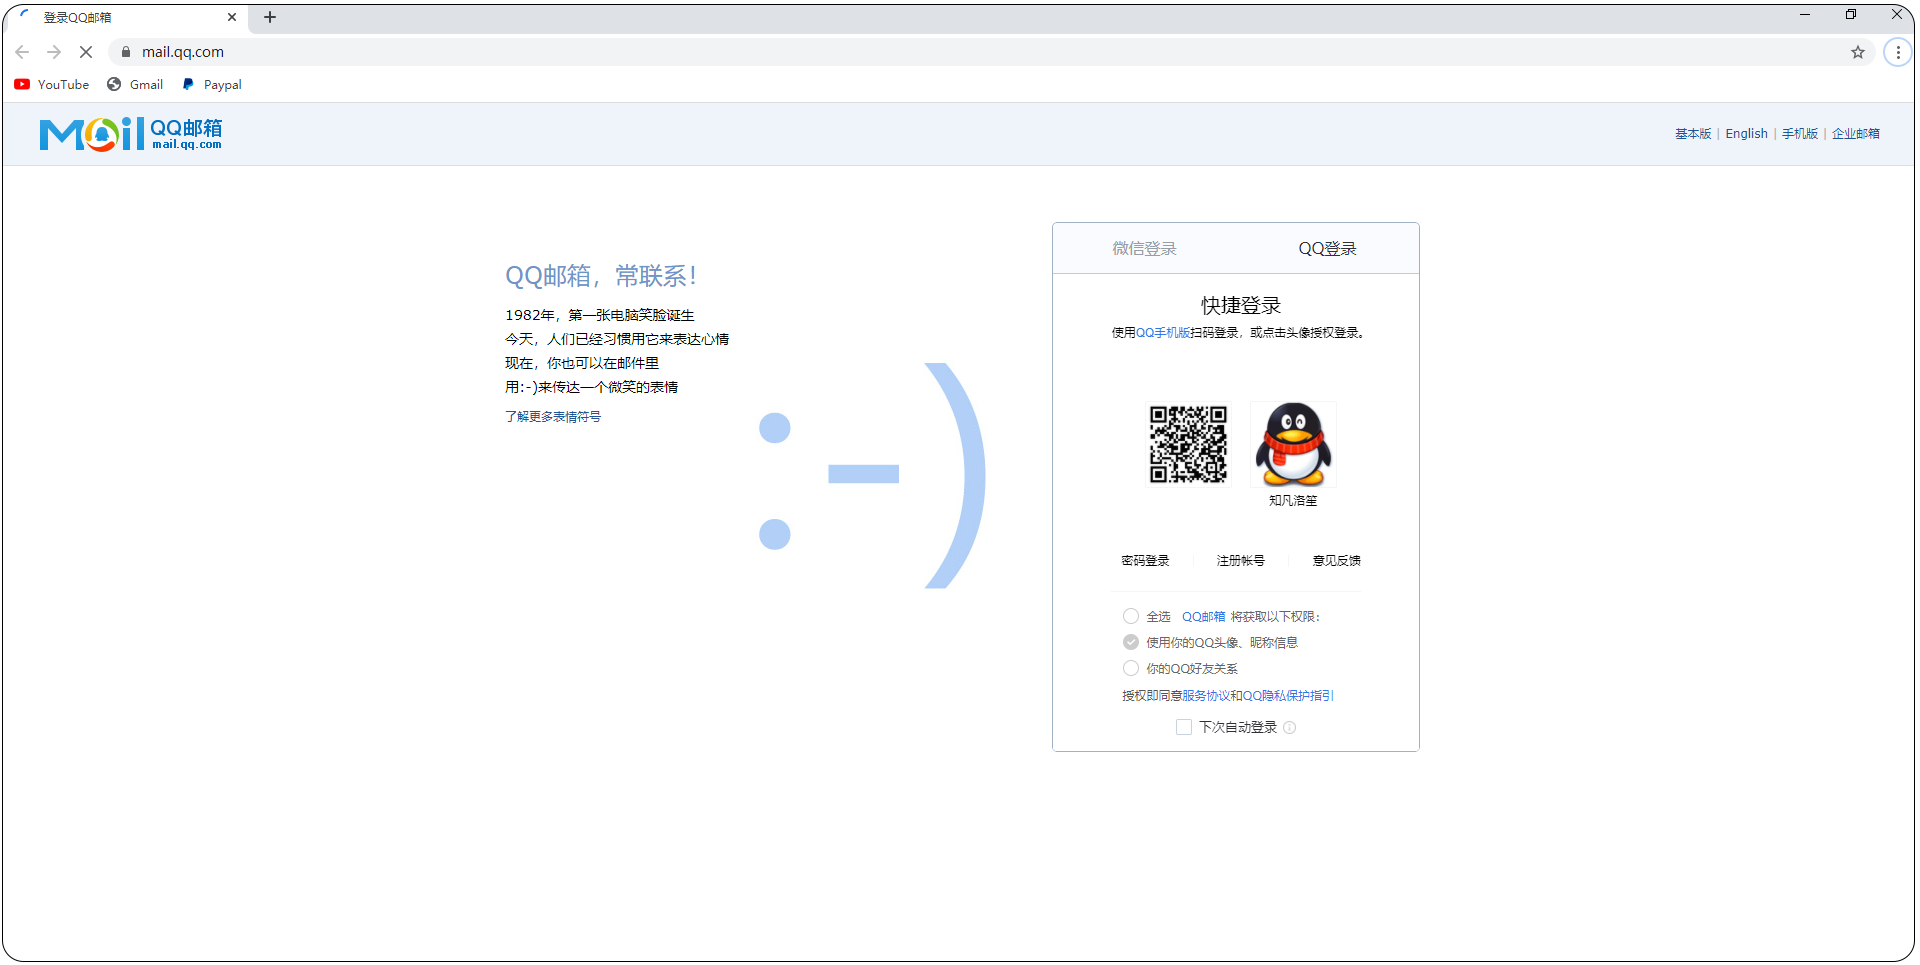 登录QQ邮箱
mail.qq.com
YouTube
Gmail
Paypal
Mail QQ邮箱
mail.qq.com
基本版 | English | 手机版 | 企业邮箱
QQ邮箱，常联系！
1982年，第一张电脑笑脸诞生
今天，人们已经习惯用它来表达心情
现在，你也可以在邮件里
用:-)来传达一个微笑的表情
了解更多表情符号
:-)
微信登录
QQ登录
快捷登录
使用QQ手机版扫码登录，或点击头像授权登录。
知凡洛笙
密码登录
注册帐号
意见反馈
全选 QQ邮箱 将获取以下权限：
使用你的QQ头像、昵称信息
你的QQ好友关系
授权即同意服务协议和QQ隐私保护指引
下次自动登录